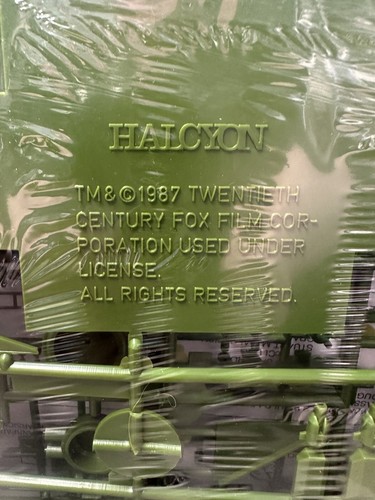 HALCYON
TM&©1987 TWENTIETH
CENTURY FOX FILM COR-
PORATION USED UNDER
LICENSE.
ALL RIGHTS RESERVED.